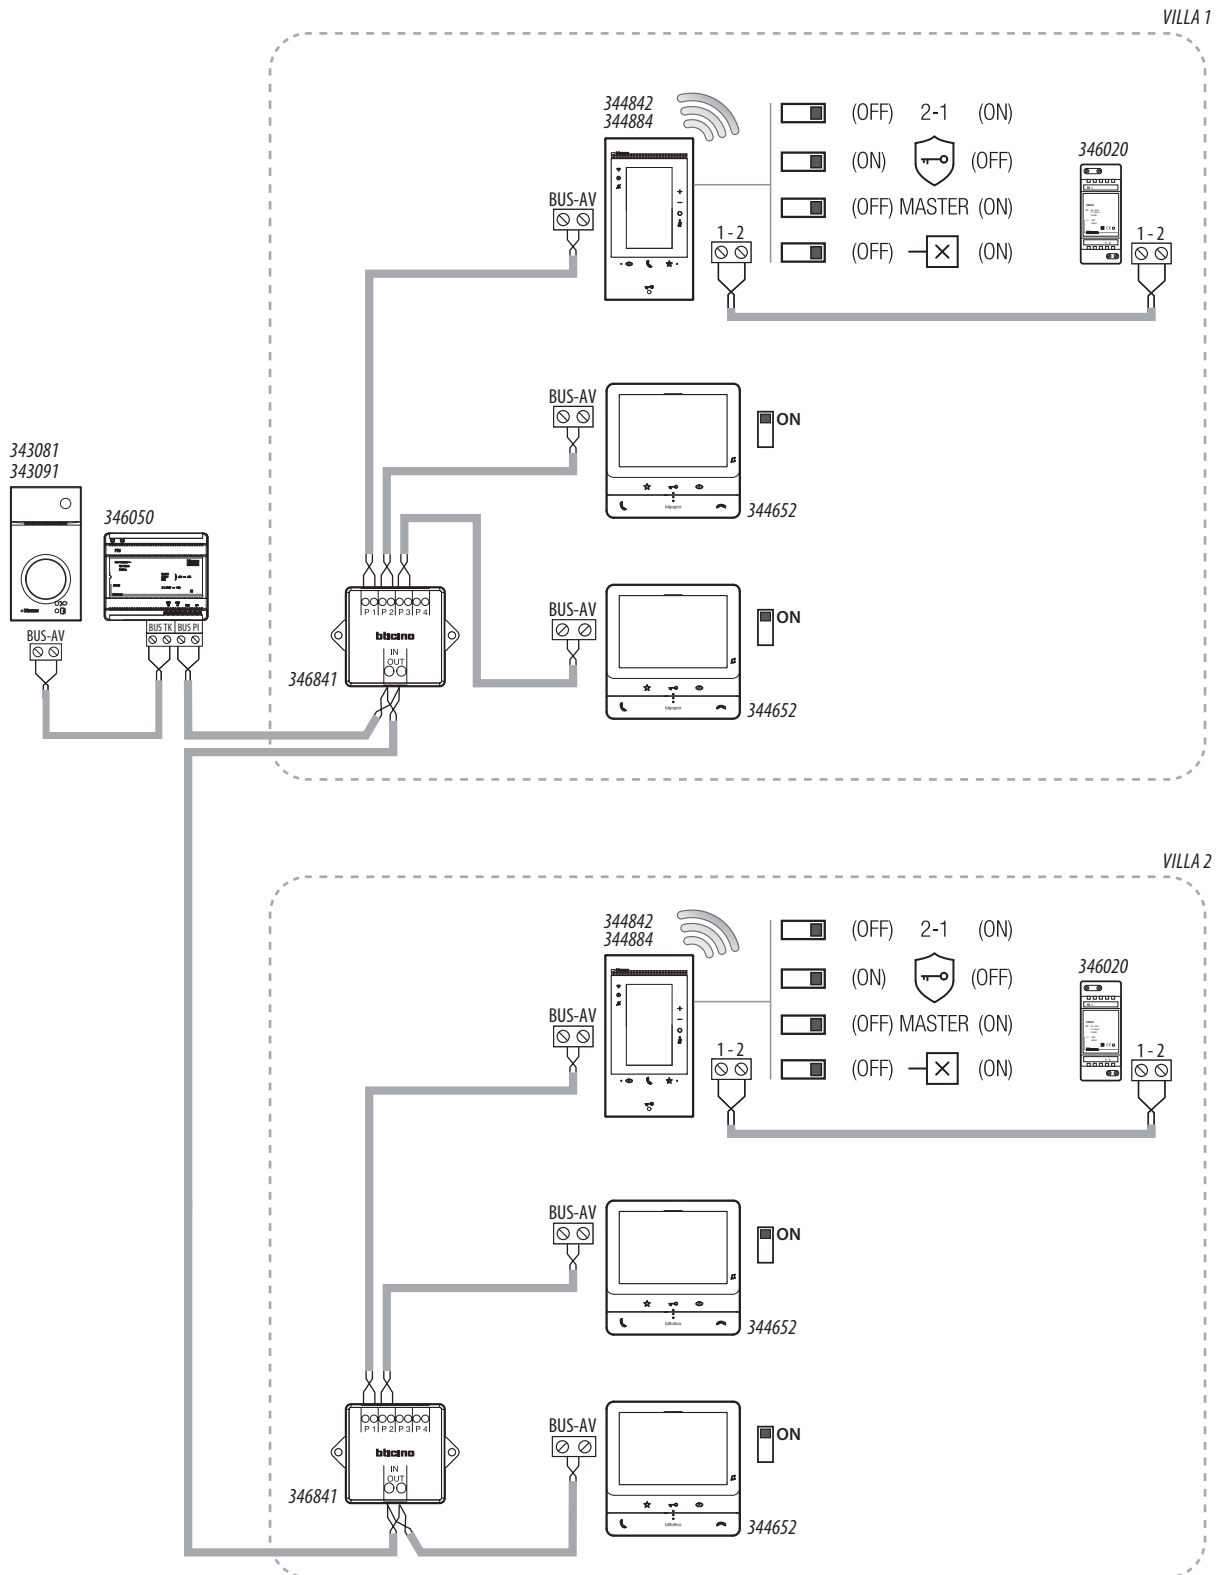 VILLA 1
344842
344884
(OFF) 2-1 (ON)
(ON) (OFF)
(OFF) MASTER (ON)
(OFF) (ON)
346020
BUS-AV
1 - 2
1 - 2
BUS-AV
ON
344652
343081
343091
346050
BUS-AV
BUS TK BUS PI
P 1 P 2 P 3 P 4
bticino
IN
OUT
346841
BUS-AV
ON
344652
VILLA 2
344842
344884
(OFF) 2-1 (ON)
(ON) (OFF)
(OFF) MASTER (ON)
(OFF) (ON)
346020
BUS-AV
1 - 2
1 - 2
BUS-AV
ON
344652
P 1 P 2 P 3 P 4
bticino
IN
OUT
346841
BUS-AV
ON
344652